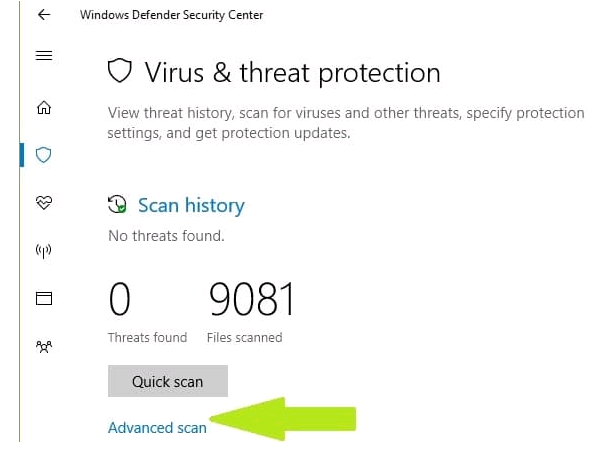 Windows Defender Security Center
Virus & threat protection
View threat history, scan for viruses and other threats, specify protection
settings, and get protection updates.
Scan history
No threats found.
0 9081
Threats found Files scanned
Quick scan
Advanced scan